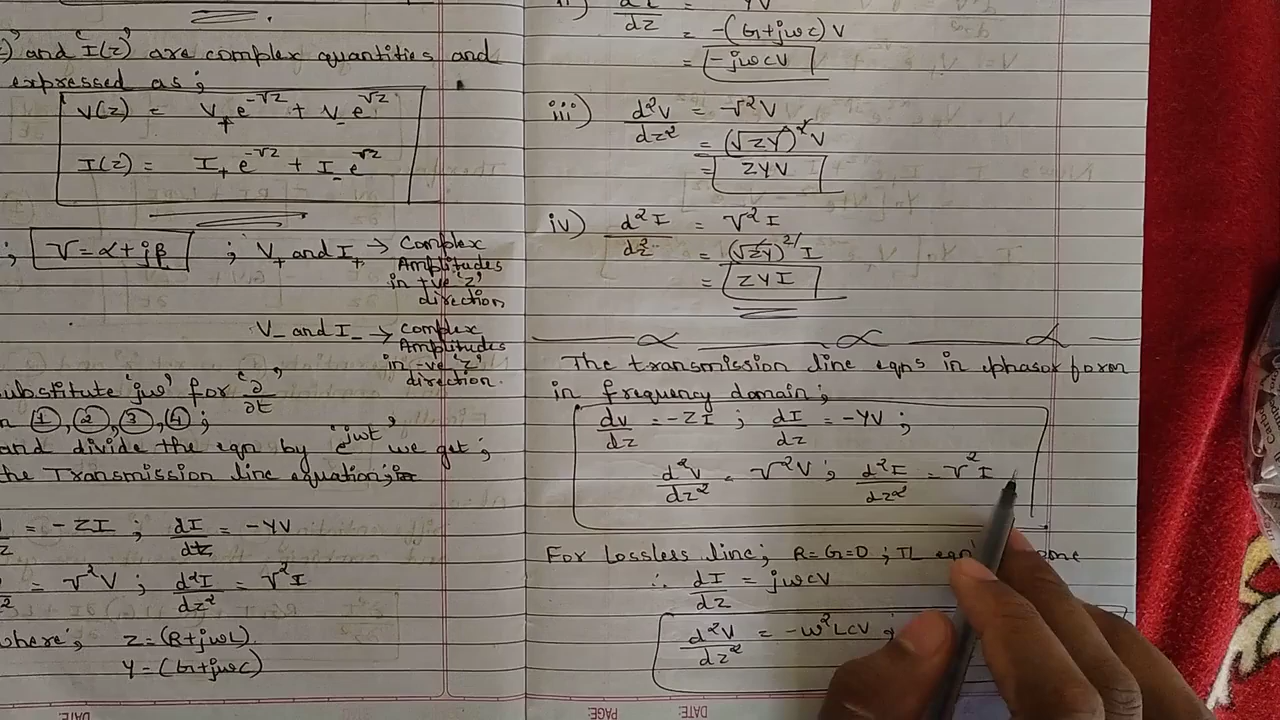 and 'I(z)' are complex quantities and
expressed as;
V(z) = V₊ e^-γz + V₋ e^γz
I(z) = I₊ e^-γz + I₋ e^γz
; γ = α + jβ ; V₊ and I₊ → Complex
Amplitudes
in +ve 'z'
direction
V₋ and I₋ → complex
Amplitudes
in -ve 'z'
direction.
substitute 'jω' for '∂/∂t'
n ①,②,③,④;
and divide the eqn by 'e^jωt' we get;
the Transmission line equation;
= -ZI ; dI/dz = -YV
= γ²V ; d²I/dz² = γ²I
where, Z = (R+jωL).
Y = (G+jωc)
= -(G+jωc)V
= -jωcV
iii) d²V/dz² = -γ²V
= (√ZY)²V
= ZYV
iv) d²I/dz² = γ²I
= (√ZY)² I
= ZYI
The transmission line eqns in phasor form
in frequency domain;
dv/dz = -ZI ; dI/dz = -YV ;
d²V/dz² = γ²V ; d²I/dz² = γ²I
For Lossless line; R=G=0 ; TL
∴ dI/dz = jωcV
d²V/dz² = -ω²LCV ;
DATE:
PAGE:
DATE: